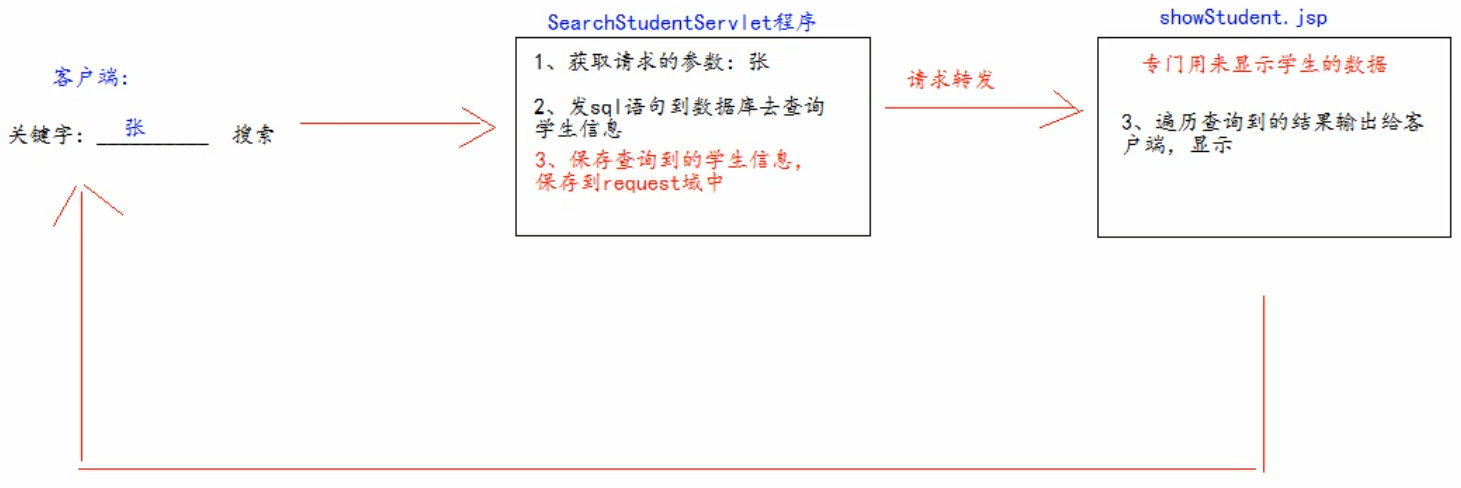 客户端:
关键字: 张 搜索
SearchStudentServlet程序
1、获取请求的参数: 张
2、发sql语句到数据库去查询
学生信息
3、保存查询到的学生信息,
保存到request域中
请求转发
showStudent.jsp
专门用来显示学生的数据
3、遍历查询到的结果输出给客
户端,显示